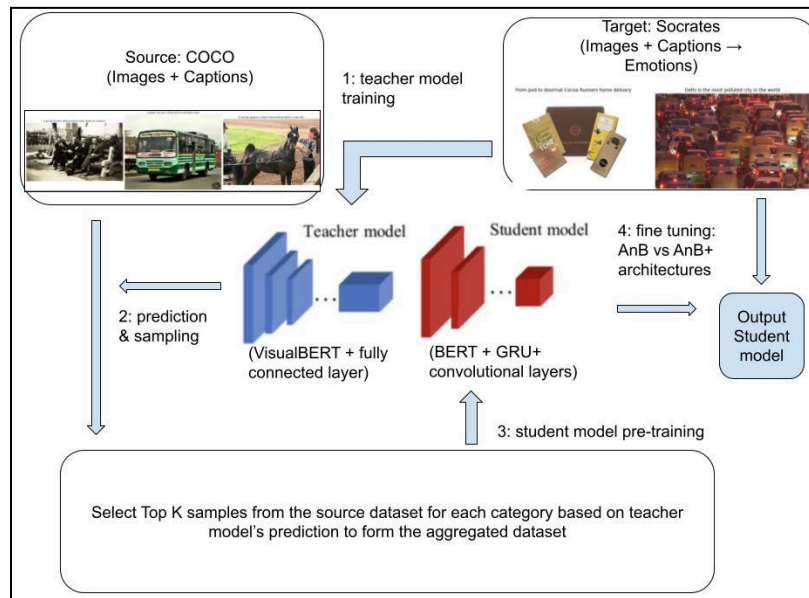 Source: COCO
(Images + Captions)
Target: Socrates
(Images + Captions →
Emotions)
1: teacher model
training
From pod to doormat Cocoa Runners home delivery
Delhi is the most polluted city in the world
Teacher model
Student model
4: fine tuning:
AnB vs AnB+
architectures
2: prediction
& sampling
(VisualBERT + fully
connected layer)
(BERT + GRU+
convolutional layers)
Output
Student
model
3: student model pre-training
Select Top K samples from the source dataset for each category based on teacher
model's prediction to form the aggregated dataset